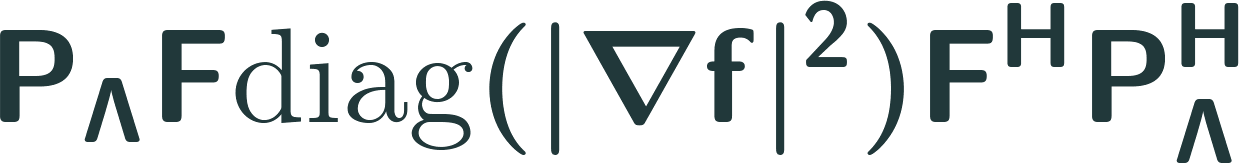 P_Λ F diag(|∇f|²) F^H P_Λ^H